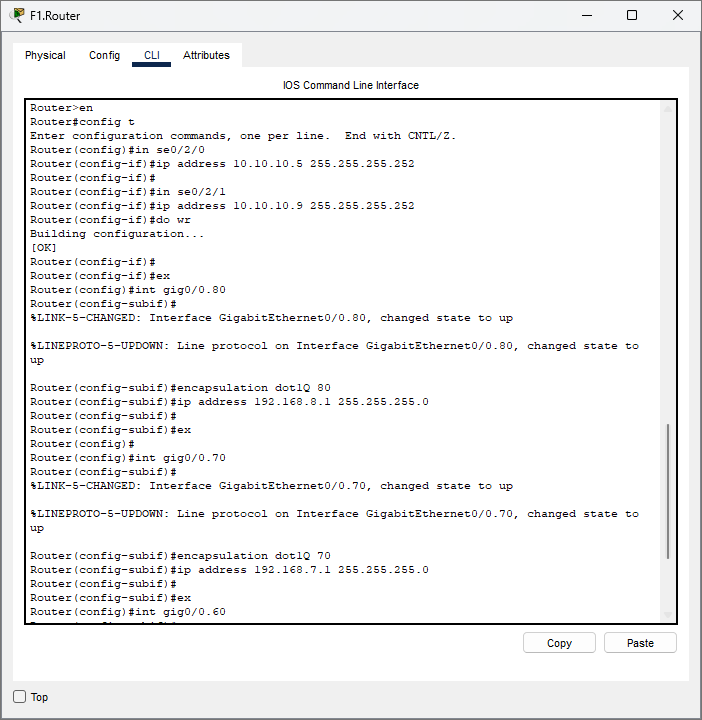 F1.Router
Physical Config CLI Attributes
IOS Command Line Interface
Router>en
Router#config t
Enter configuration commands, one per line.  End with CNTL/Z.
Router(config)#in se0/2/0
Router(config-if)#ip address 10.10.10.5 255.255.255.252
Router(config-if)#
Router(config-if)#in se0/2/1
Router(config-if)#ip address 10.10.10.9 255.255.255.252
Router(config-if)#do wr
Building configuration...
[OK]
Router(config-if)#
Router(config-if)#ex
Router(config)#int gig0/0.80
Router(config-subif)#
%LINK-5-CHANGED: Interface GigabitEthernet0/0.80, changed state to up
%LINEPROTO-5-UPDOWN: Line protocol on Interface GigabitEthernet0/0.80, changed state to
up
Router(config-subif)#encapsulation dot1Q 80
Router(config-subif)#ip address 192.168.8.1 255.255.255.0
Router(config-subif)#
Router(config-subif)#ex
Router(config)#
Router(config)#int gig0/0.70
Router(config-subif)#
%LINK-5-CHANGED: Interface GigabitEthernet0/0.70, changed state to up
%LINEPROTO-5-UPDOWN: Line protocol on Interface GigabitEthernet0/0.70, changed state to
up
Router(config-subif)#encapsulation dot1Q 70
Router(config-subif)#ip address 192.168.7.1 255.255.255.0
Router(config-subif)#
Router(config-subif)#ex
Router(config)#int gig0/0.60
Copy Paste
Top